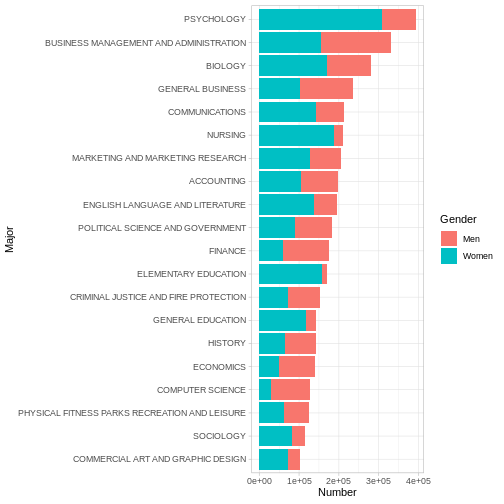 PSYCHOLOGY
BUSINESS MANAGEMENT AND ADMINISTRATION
BIOLOGY
GENERAL BUSINESS
COMMUNICATIONS
NURSING
MARKETING AND MARKETING RESEARCH
ACCOUNTING
ENGLISH LANGUAGE AND LITERATURE
POLITICAL SCIENCE AND GOVERNMENT
FINANCE
ELEMENTARY EDUCATION
CRIMINAL JUSTICE AND FIRE PROTECTION
GENERAL EDUCATION
HISTORY
ECONOMICS
COMPUTER SCIENCE
PHYSICAL FITNESS PARKS RECREATION AND LEISURE
SOCIOLOGY
COMMERCIAL ART AND GRAPHIC DESIGN
Major
0e+00 1e+05 2e+05 3e+05 4e+05
Number
Gender
Men
Women